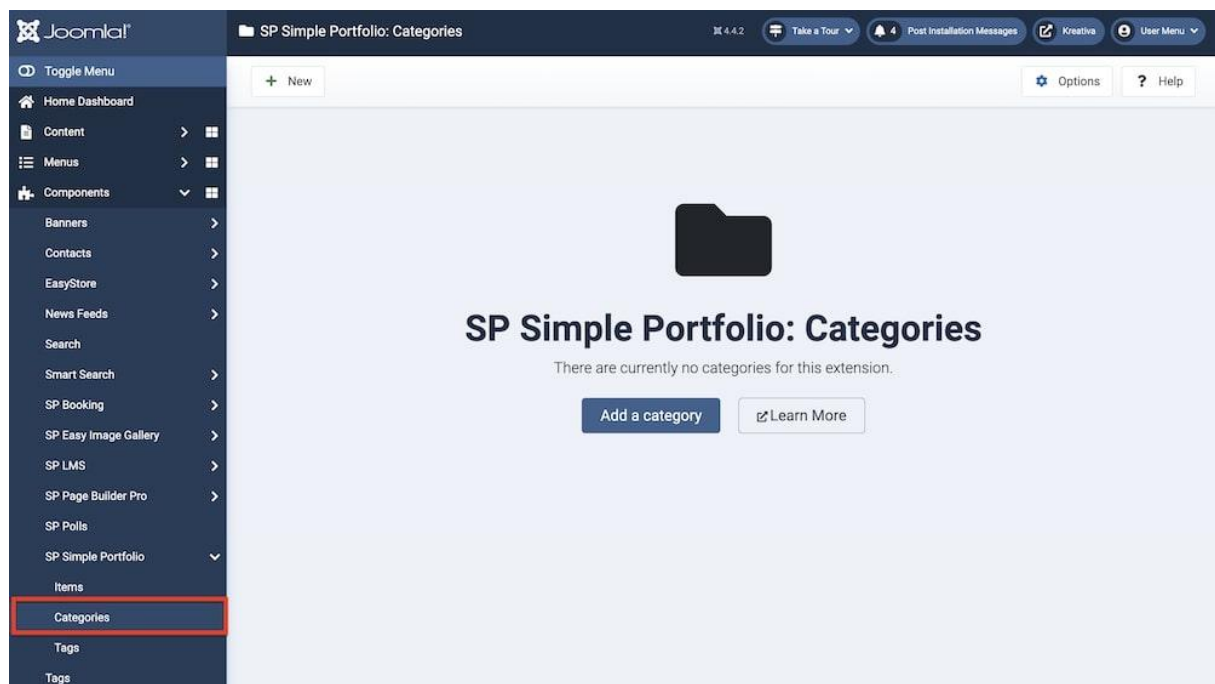 Joomla!
SP Simple Portfolio: Categories
4.4.2
Take a Tour
4 Post Installation Messages
Kreativa
User Menu
Toggle Menu
+ New
Options
? Help
Home Dashboard
Content
Menus
Components
Banners
Contacts
EasyStore
News Feeds
Search
Smart Search
SP Booking
SP Easy Image Gallery
SP LMS
SP Page Builder Pro
SP Polls
SP Simple Portfolio
Items
Categories
Tags
Tags
SP Simple Portfolio: Categories
There are currently no categories for this extension.
Add a category
Learn More